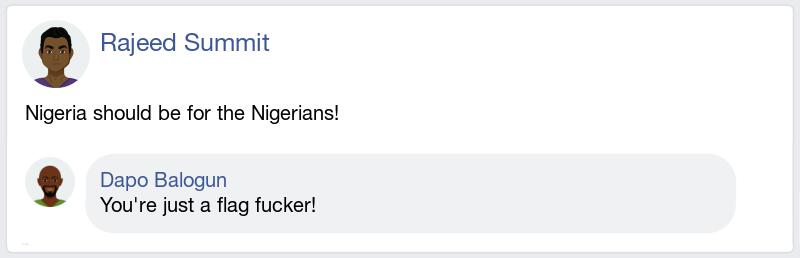 Rajeed Summit
Nigeria should be for the Nigerians!
Dapo Balogun
You're just a flag fucker!